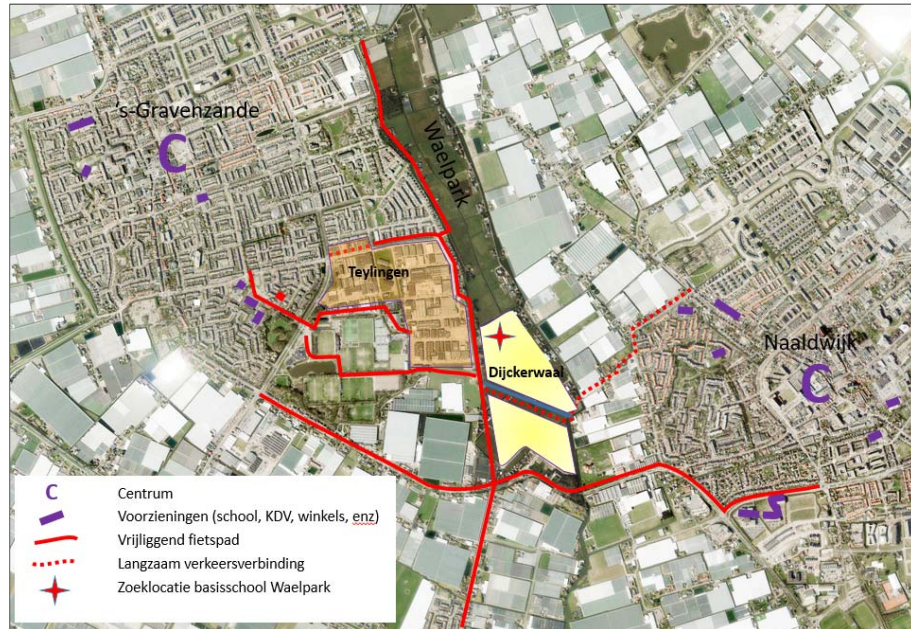 's-Gravenzande
C
Waelpark
Teylingen
Dijckerwaal
Naaldwijk
C
C Centrum
Voorzieningen (school, KDV, winkels, enz)
Vrijliggend fietspad
Langzaam verkeersverbinding
Zoeklocatie basisschool Waelpark